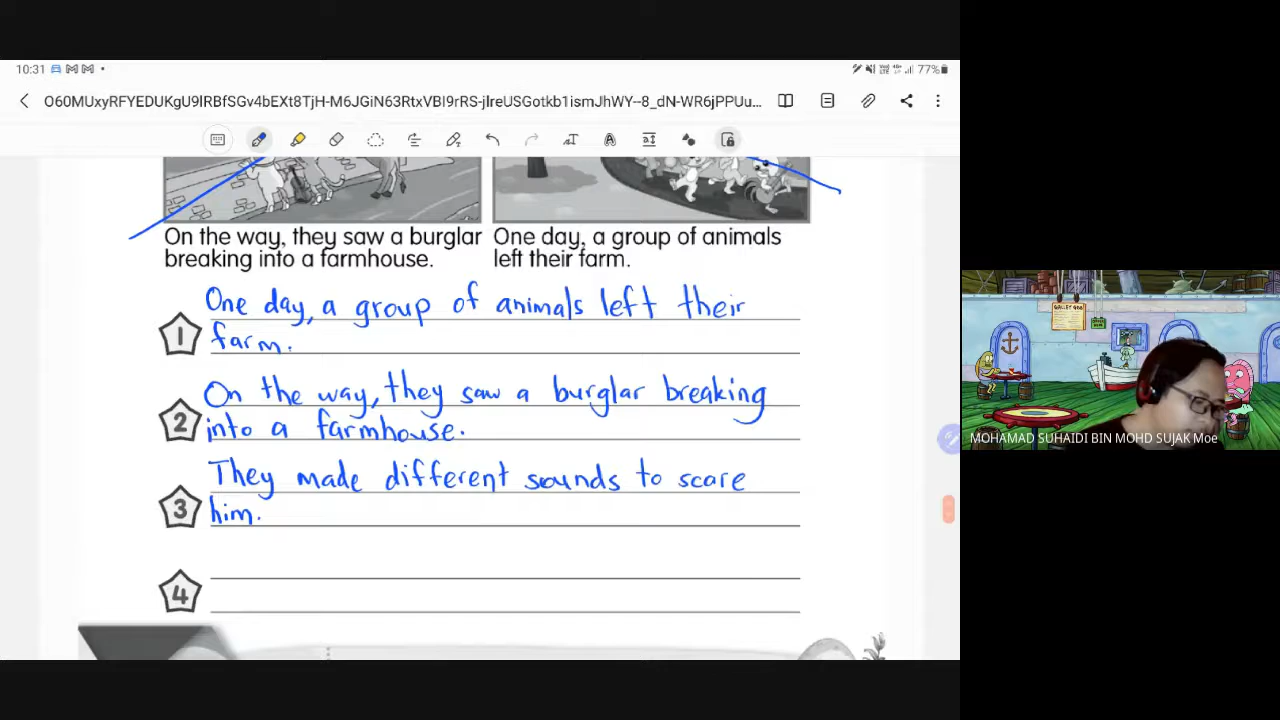 10:31
77%
O60MUxyRFYEDUKgU9IRBfSGv4bEXt8TjH-M6JGiN63RtxVBI9rRS-jlreUSGotkb1ismJhWY--8_dN-WR6jPPUu...
On the way, they saw a burglar
breaking into a farmhouse.
One day, a group of animals
left their farm.
1
One day, a group of animals left their
farm.
2
On the way, they saw a burglar breaking
into a farmhouse.
3
They made different sounds to scare
him.
4
MOHAMAD SUHAIDI BIN MOHD SUJAK Moe